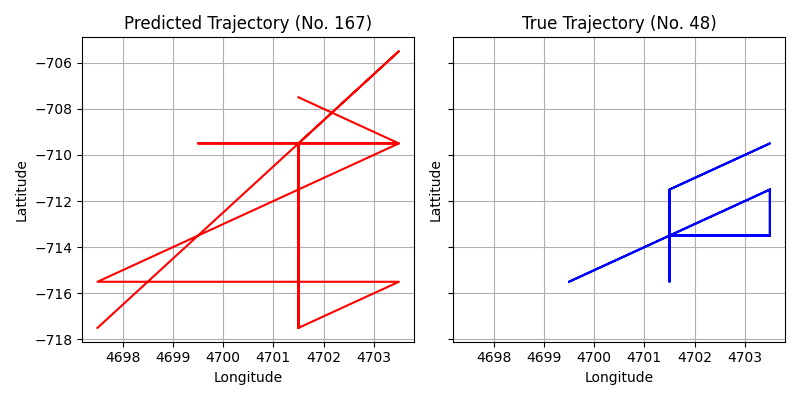 Predicted Trajectory (No. 167)
True Trajectory (No. 48)
Lattitude
−706
−708
−710
−712
−714
−716
−718
4698 4699 4700 4701 4702 4703
Longitude
Lattitude
4698 4699 4700 4701 4702 4703
Longitude